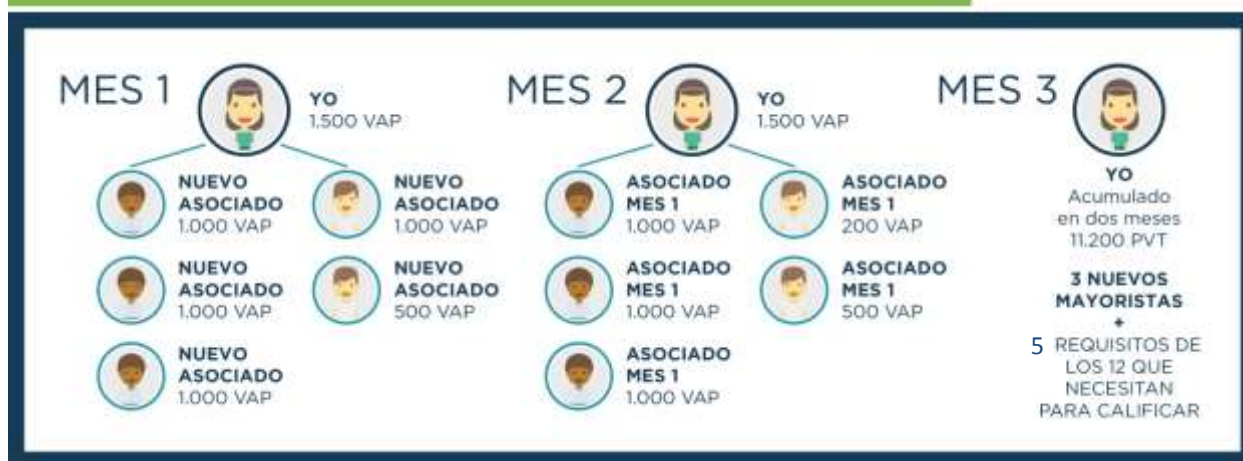 MES 1
YO
1.500 VAP
NUEVO
ASOCIADO
1.000 VAP
NUEVO
ASOCIADO
1.000 VAP
NUEVO
ASOCIADO
1.000 VAP
NUEVO
ASOCIADO
500 VAP
NUEVO
ASOCIADO
1.000 VAP
MES 2
YO
1.500 VAP
ASOCIADO
MES 1
1.000 VAP
ASOCIADO
MES 1
200 VAP
ASOCIADO
MES 1
1.000 VAP
ASOCIADO
MES 1
500 VAP
ASOCIADO
MES 1
1.000 VAP
MES 3
YO
Acumulado
en dos meses
11.200 PVT
3 NUEVOS
MAYORISTAS
+
5 REQUISITOS DE
LOS 12 QUE
NECESITAN
PARA CALIFICAR